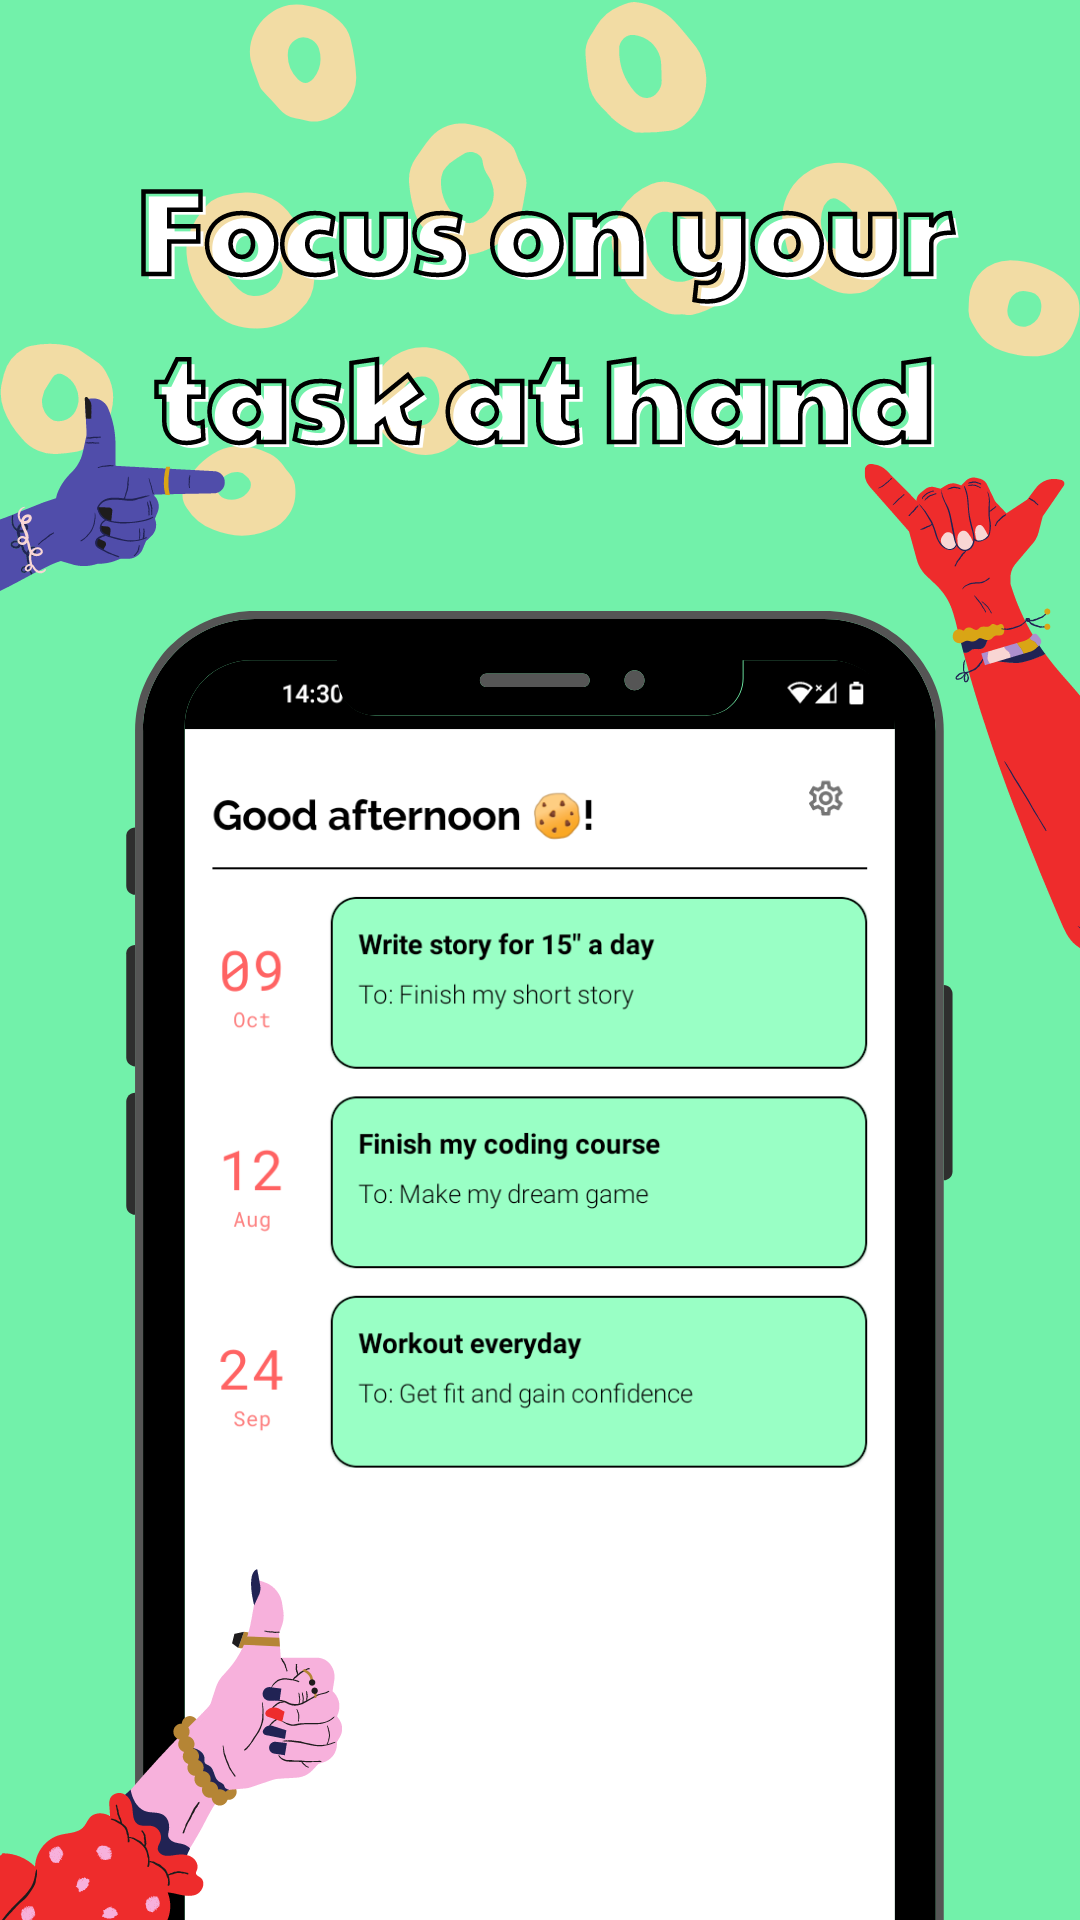 Focus on your
task at hand
14:30
Good afternoon 🍪!
09
Oct
Write story for 15" a day
To: Finish my short story
12
Aug
Finish my coding course
To: Make my dream game
24
Sep
Workout everyday
To: Get fit and gain confidence